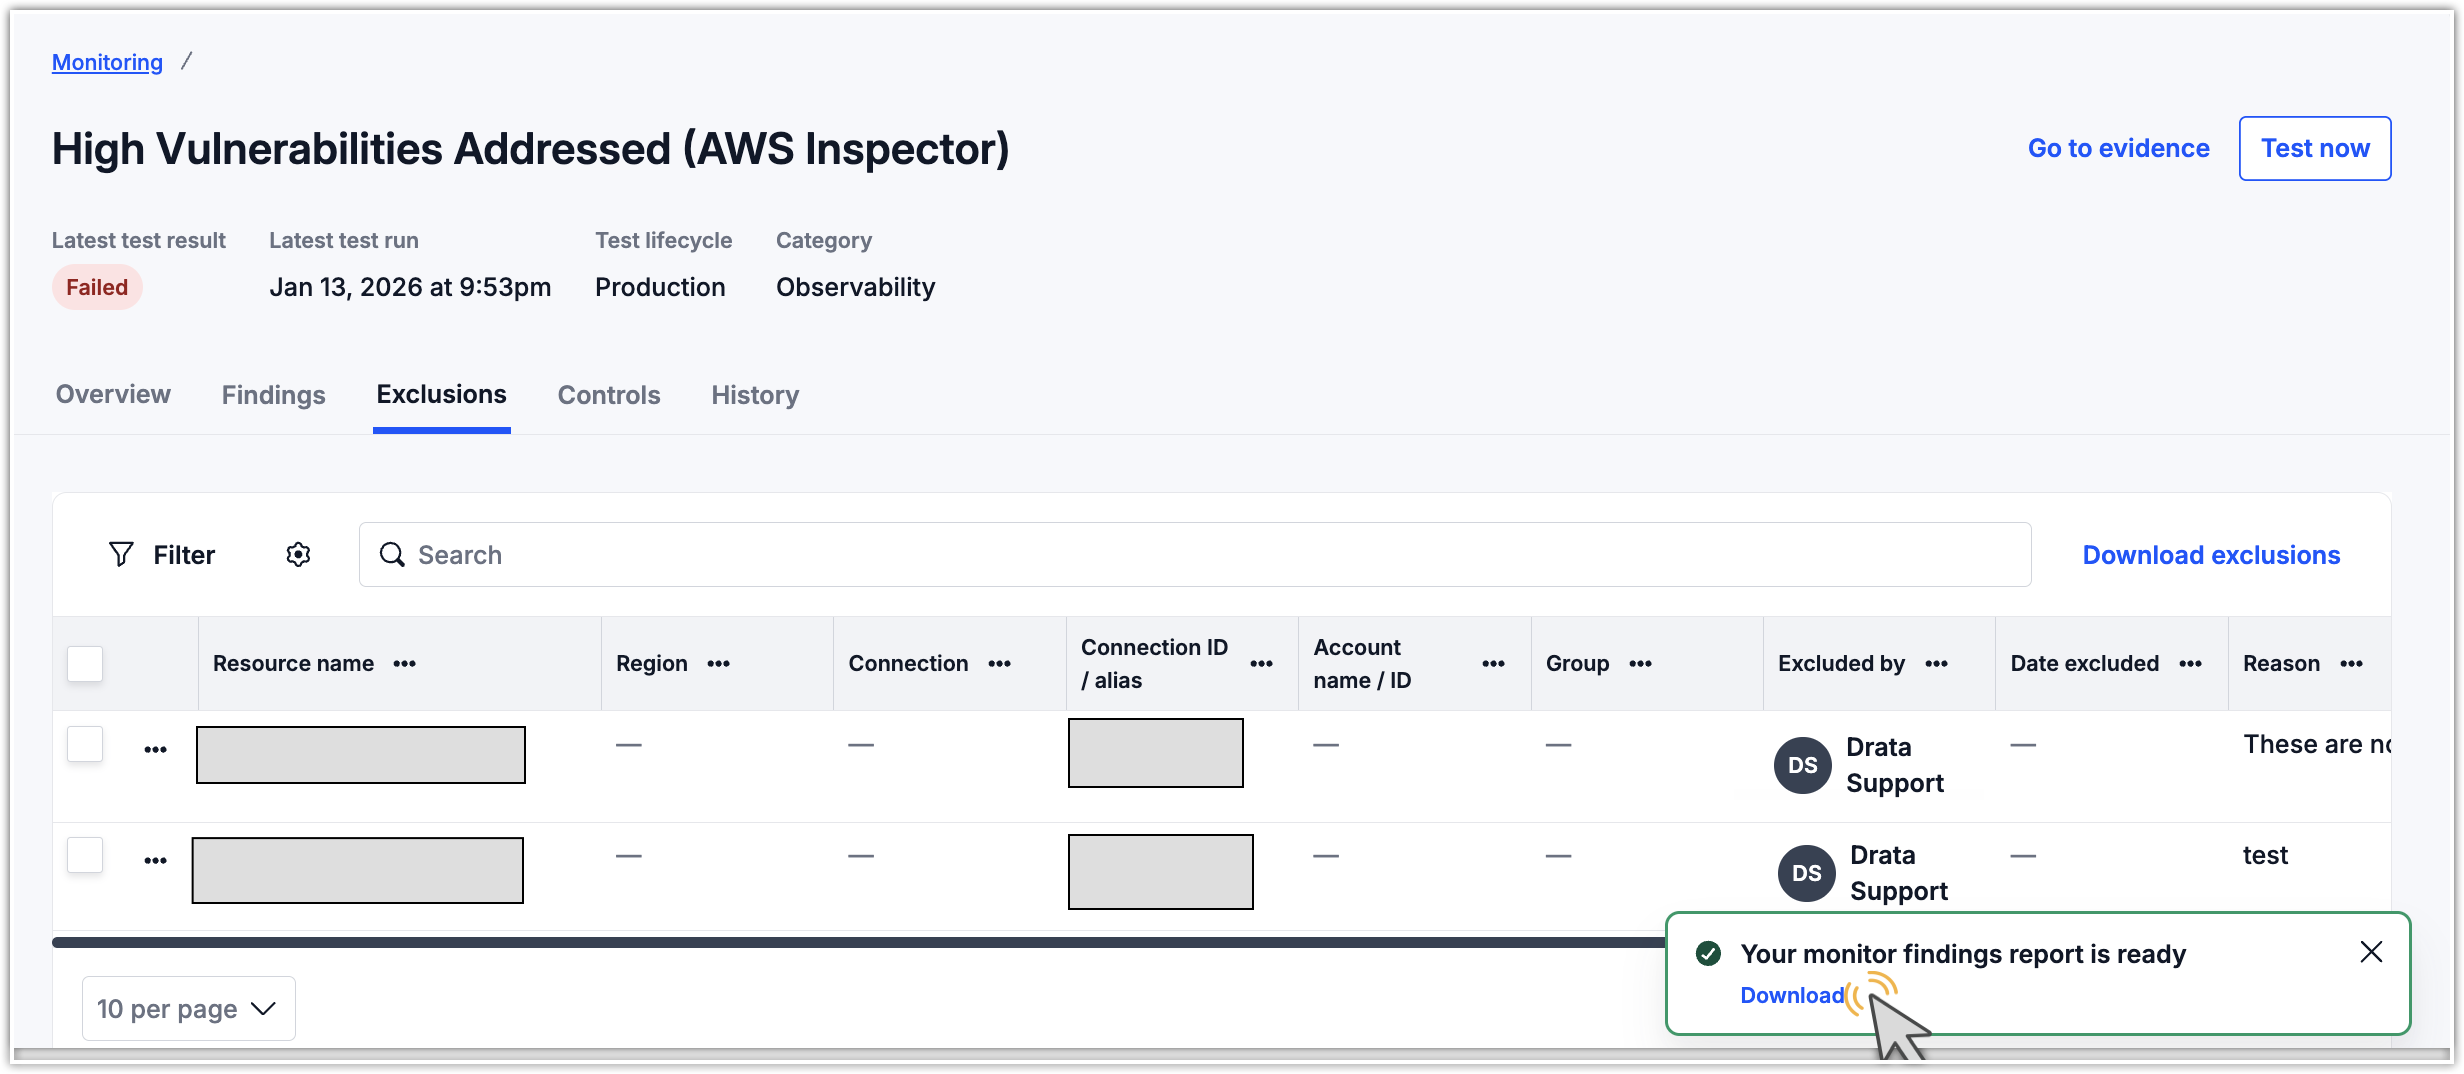 Monitoring /
High Vulnerabilities Addressed (AWS Inspector)
Go to evidence
Test now
Latest test result
Latest test run
Test lifecycle
Category
Failed
Jan 13, 2026 at 9:53pm
Production
Observability
Overview
Findings
Exclusions
Controls
History
Filter
Search
Download exclusions
Resource name
Region
Connection
Connection ID
/ alias
Account
name / ID
Group
Excluded by
Date excluded
Reason
— — — —
DS
Drata
Support
—
These are no
— — — —
DS
Drata
Support
—
test
Your monitor findings report is ready
Download
10 per page